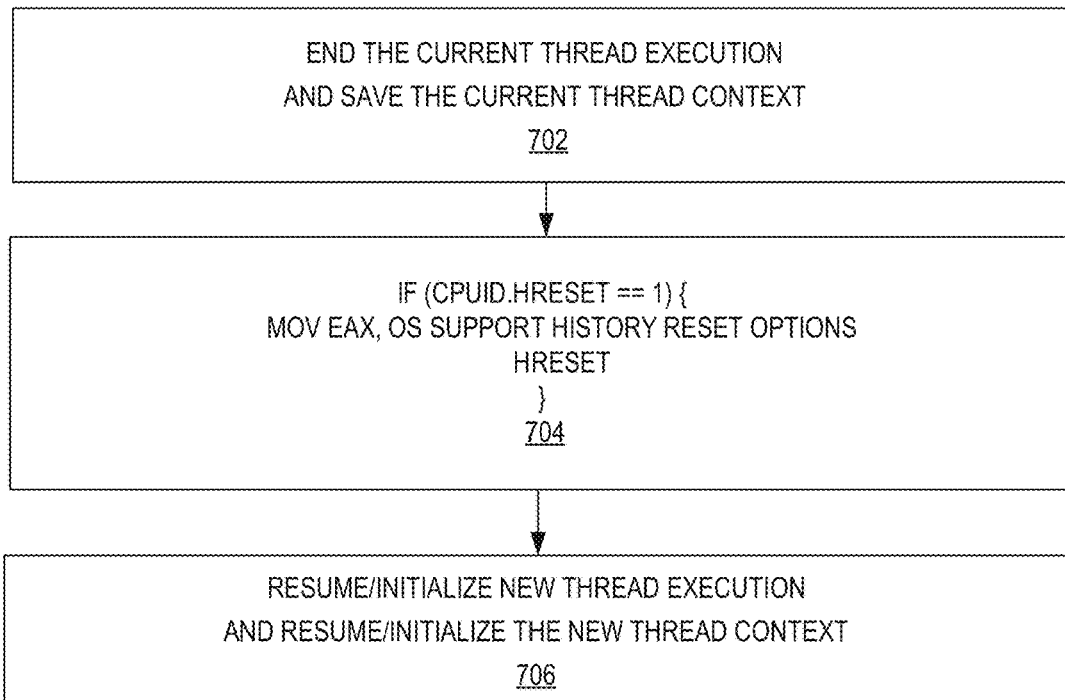 END THE CURRENT THREAD EXECUTION
AND SAVE THE CURRENT THREAD CONTEXT
702
IF (CPUID.HRESET == 1) {
MOV EAX, OS SUPPORT HISTORY RESET OPTIONS
HRESET
}
704
RESUME/INITIALIZE NEW THREAD EXECUTION
AND RESUME/INITIALIZE THE NEW THREAD CONTEXT
706